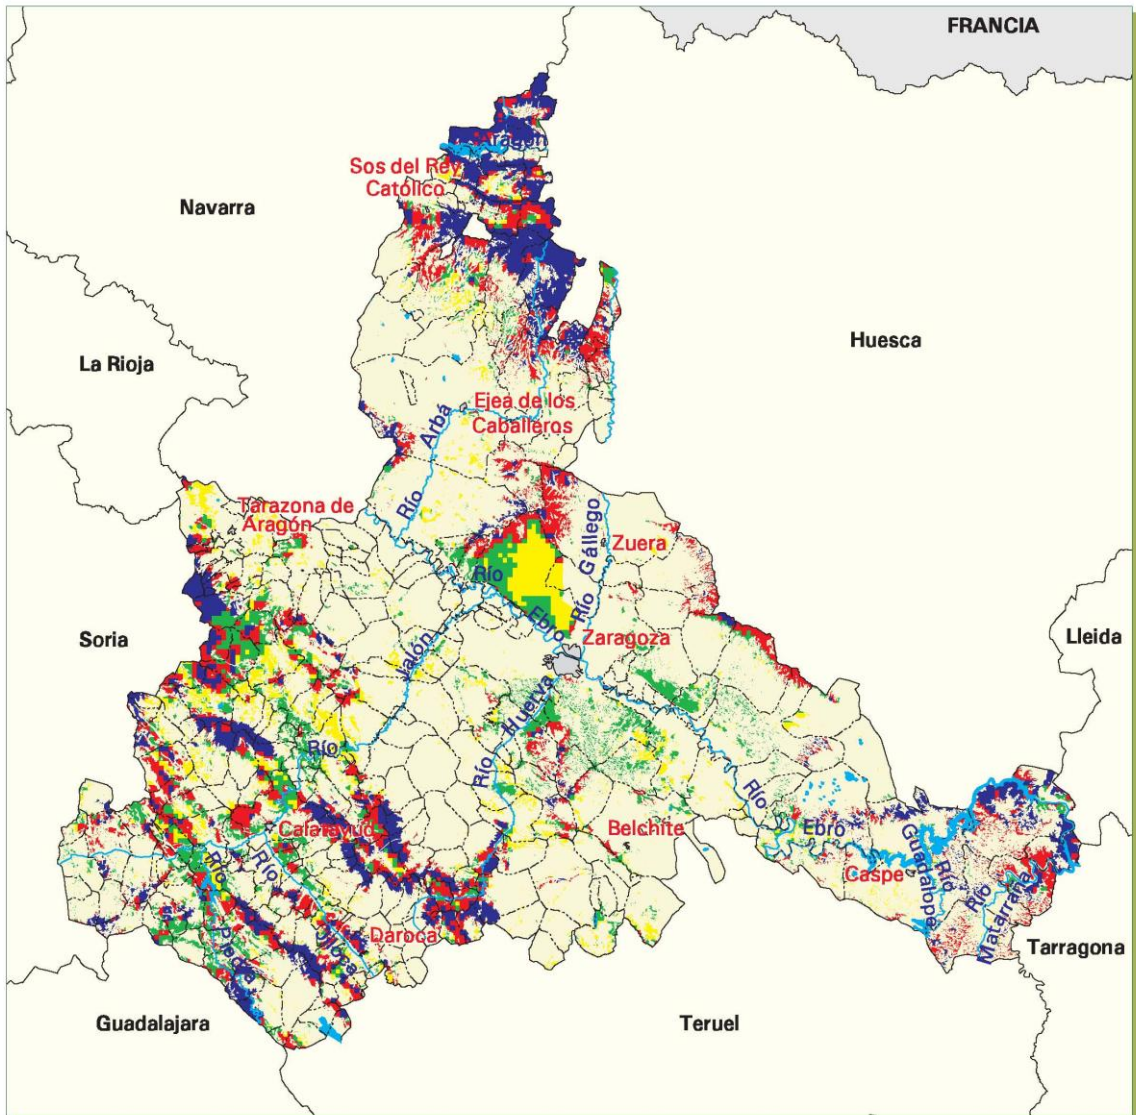 FRANCIA
Aragón
Sos del Rey
Católico
Navarra
Huesca
La Rioja
Ejea de los
Caballeros
Río Arbá
Tarazona de
Aragón
Río Gállego
Zuera
Río Ebro
Zaragoza
Soria
Lleida
Río Jalón
Río Huerva
Calatayud
Belchite
Río Ebro
Caspe
Río Guadalope
Río Matarraña
Río Piedra
Río Jiloca
Daroca
Tarragona
Guadalajara
Teruel